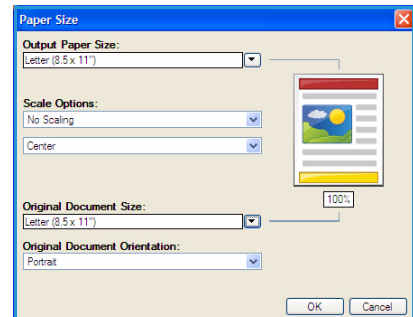 Paper Size
Output Paper Size:
Letter (8.5 x 11")
Scale Options:
No Scaling
Center
100%
Original Document Size:
Letter (8.5 x 11")
Original Document Orientation:
Portrait
OK Cancel